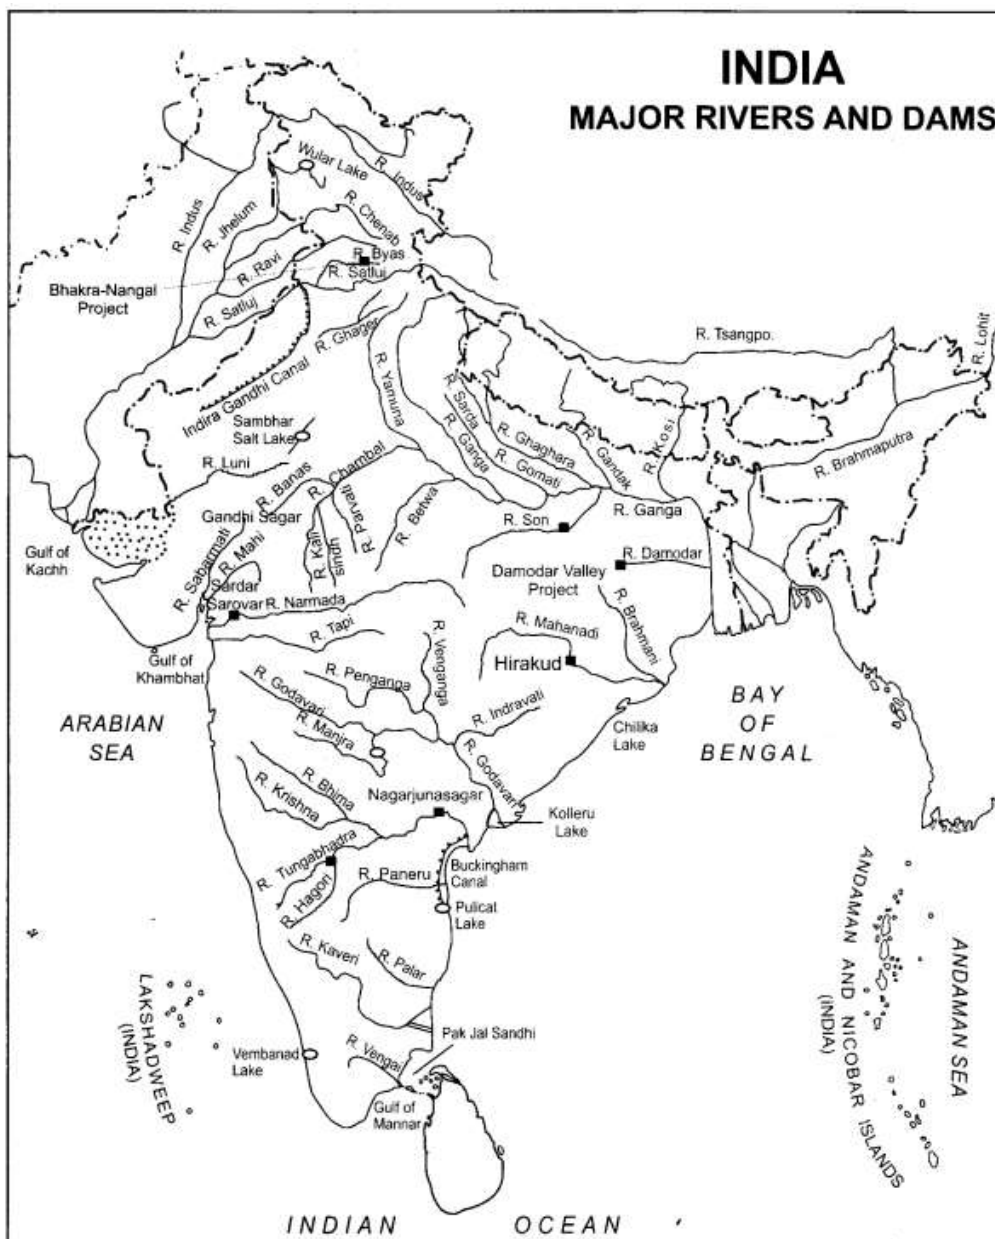 INDIA
MAJOR RIVERS AND DAMS
Wular Lake
R. Indus
R. Indus
R. Jhelum
R. Chenab
R. Byas
R. Ravi
R. Satluj
Bhakra-Nangal
Project
R. Satluj
R. Ghager
R. Tsangpo.
R. Lohit
Indira Gandhi Canal
R. Yamuna
R. Sarda
R. Ganga
R. Ghaghara
R. Gomati
R. Gandak
R. Kosi
R. Brahmaputra
Sambhar
Salt Lake
R. Luni
R. Banas
R. Chambal
R. Parvati
R. Kali
sindh
R. Betwa
R. Son
R. Ganga
Gandhi Sagar
Gulf of
Kachh
R. Sabarmati
R. Mahi
Sardar
Sarovar
R. Narmada
R. Damodar
Damodar Valley
Project
R. Tapi
R. Venganga
R. Mahanadi
R. Brahmani
Hirakud
Gulf of
Khambhat
R. Penganga
R. Godavari
R. Manjra
R. Indravati
R. Godavari
Chilika
Lake
ARABIAN
SEA
BAY
OF
BENGAL
R. Bhima
R. Krishna
Nagarjunasagar
Kolleru
Lake
R. Tungabhadra
R. Hagori
R. Paneru
Buckingham
Canal
Pulicat
Lake
R. Kaveri
R. Palar
Pak Jal Sandhi
R. Vengai
Vembanad
Lake
Gulf of
Mannar
LAKSHADWEEP
(INDIA)
ANDAMAN AND NICOBAR ISLANDS
(INDIA)
ANDAMAN SEA
INDIAN OCEAN